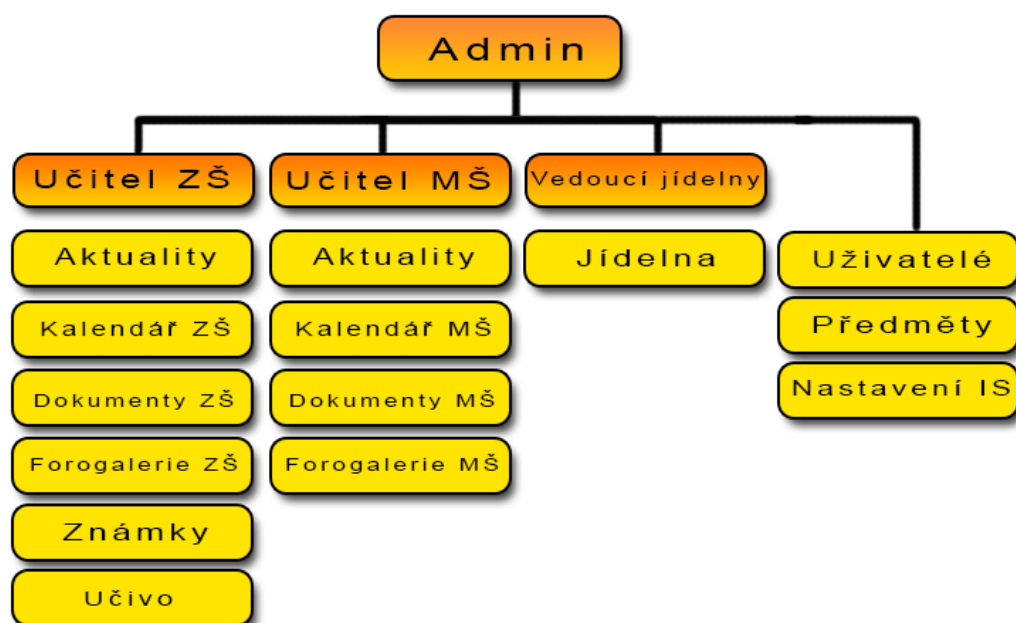 Admin
Učitel ZŠ
Učitel MŠ
Vedoucí jídelny
Aktuality
Aktuality
Jídelna
Uživatelé
Kalendář ZŠ
Kalendář MŠ
Předměty
Dokumenty ZŠ
Dokumenty MŠ
Nastavení IS
Forogalerie ZŠ
Forogalerie MŠ
Známky
Učivo